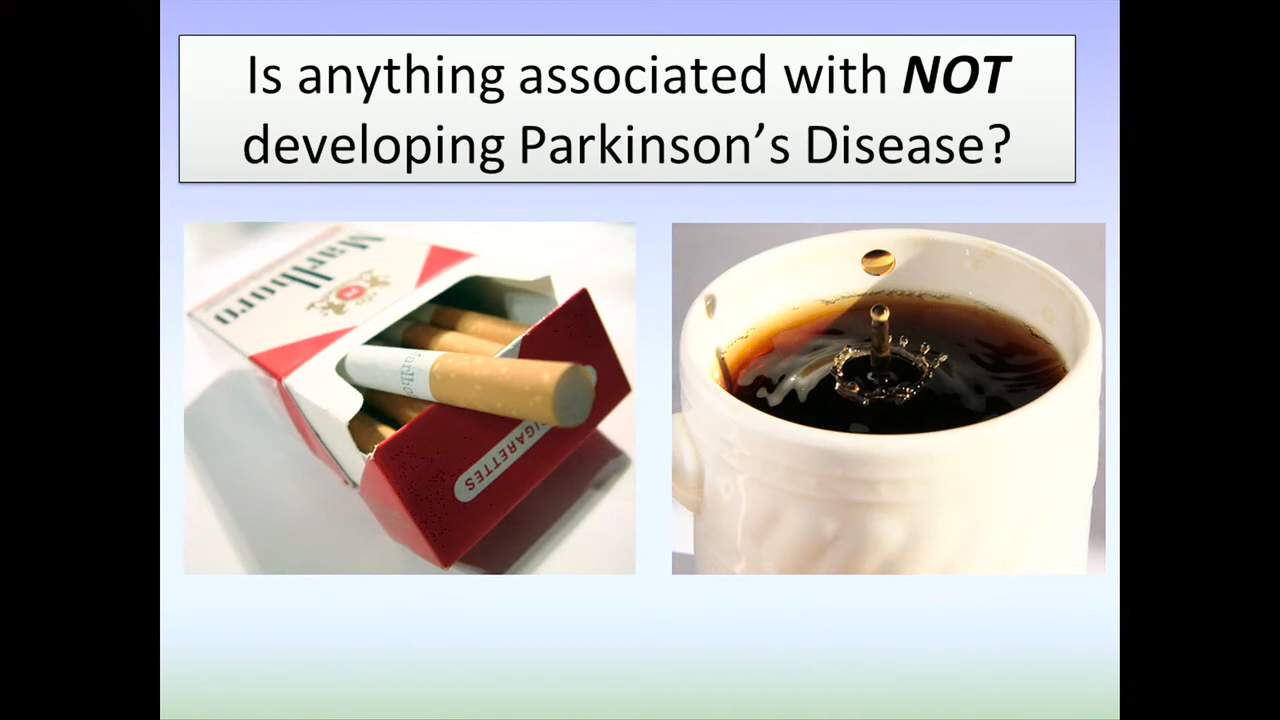 Is anything associated with NOT
developing Parkinson's Disease?
Marlboro
CIGARETTES